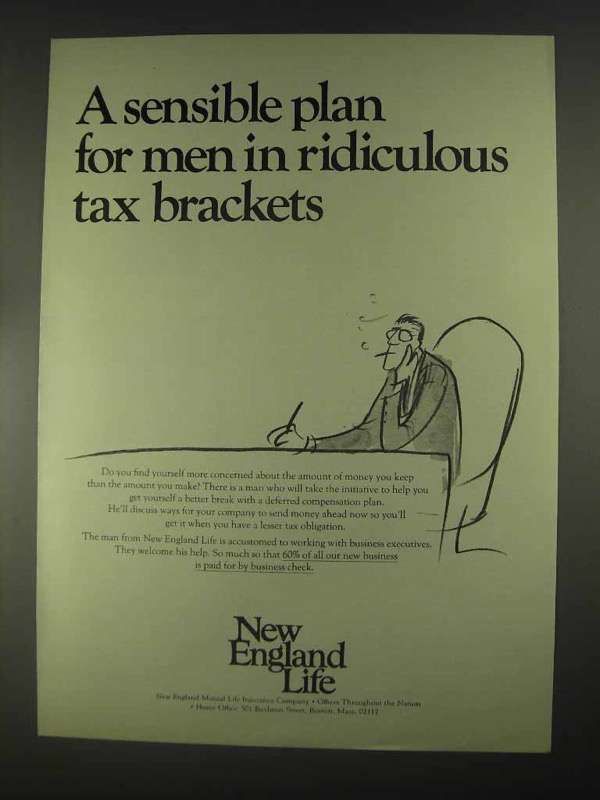 A sensible plan
for men in ridiculous
tax brackets
Do you find yourself more concerned about the amount of money you keep
than the amount you make? There is a man who will take the initiative to help you
get yourself a better break with a deferred compensation plan.
He'll discuss ways for your company to send money ahead now so you'll
get it when you have a lesser tax obligation.
The man from New England Life is accustomed to working with business executives.
They welcome his help. So much so that 60% of all our new business
is paid for by business check.
New
England
Life
New England Mutual Life Insurance Company • Offices Throughout the Nation
• Home Office: 501 Boylston Street, Boston, Mass. 02117